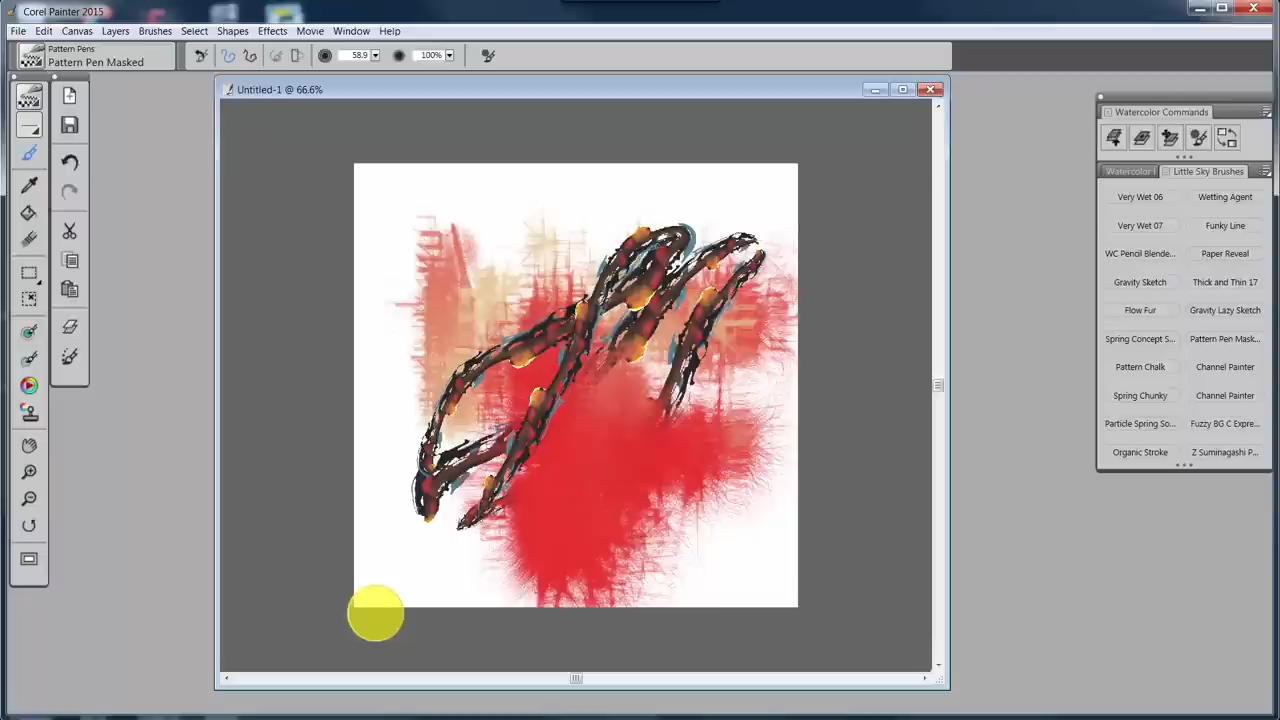 Corel Painter 2015
File Edit Canvas Layers Brushes Select Shapes Effects Movie Window Help
Pattern Pens
Pattern Pen Masked
58.9 100%
Untitled-1 @ 66.6%
Watercolor Commands
Watercolor Little Sky Brushes
Very Wet 06 Wetting Agent
Very Wet 07 Funky Line
WC Pencil Blende... Paper Reveal
Gravity Sketch Thick and Thin 17
Flow Fur Gravity Lazy Sketch
Spring Concept S... Pattern Pen Mask...
Pattern Chalk Channel Painter
Spring Chunky Channel Painter
Particle Spring So... Fuzzy BG C Expre...
Organic Stroke Z Suminagashi P...